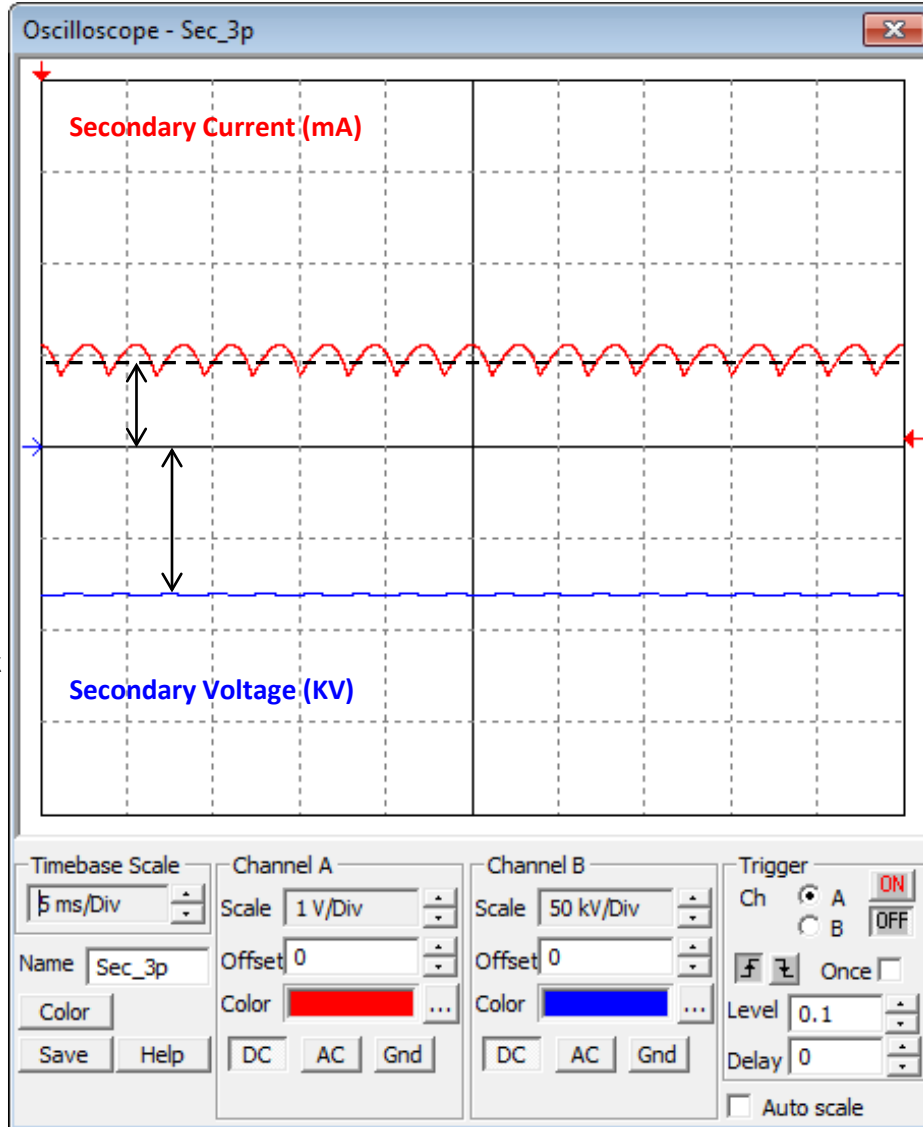 Oscilloscope - Sec_3p
Secondary Current (mA)
Secondary Voltage (KV)
Timebase Scale
5 ms/Div
Name Sec_3p
Color
Save Help
Channel A
Scale 1 V/Div
Offset 0
Color ...
DC AC Gnd
Channel B
Scale 50 kV/Div
Offset 0
Color ...
DC AC Gnd
Trigger
Ch A ON
B OFF
Once
Level 0.1
Delay 0
Auto scale